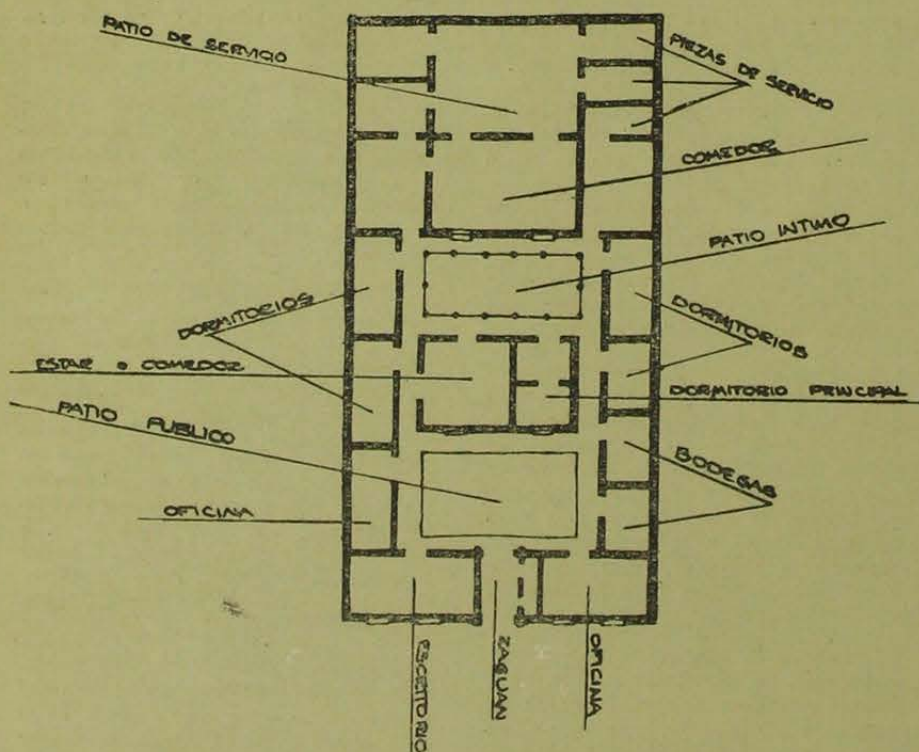 PATIO DE SERVICIO
PIEZAS DE SERVICIO
COMEDOR
PATIO INTIMO
DORMITORIOS
DORMITORIOS
ESTAR o COMEDOR
DORMITORIO PRINCIPAL
PATIO PUBLICO
BODEGAS
OFICINA
ESCRITORIO
ZAGUAN
OFICINA